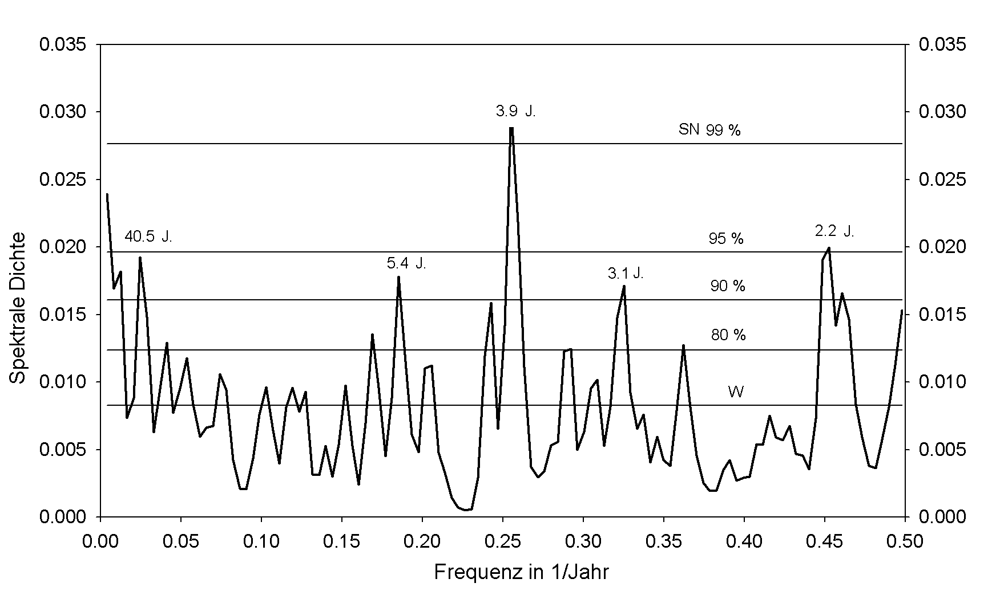 0.035
0.035
0.030
3.9 J.
0.030
SN 99 %
0.025
0.025
40.5 J.
95 %
2.2 J.
0.020
0.020
5.4 J.
3.1 J.
90 %
0.015
0.015
80 %
0.010
0.010
W
0.005
0.005
0.000
0.000
Spektrale Dichte
0.00 0.05 0.10 0.15 0.20 0.25 0.30 0.35 0.40 0.45 0.50
Frequenz in 1/Jahr